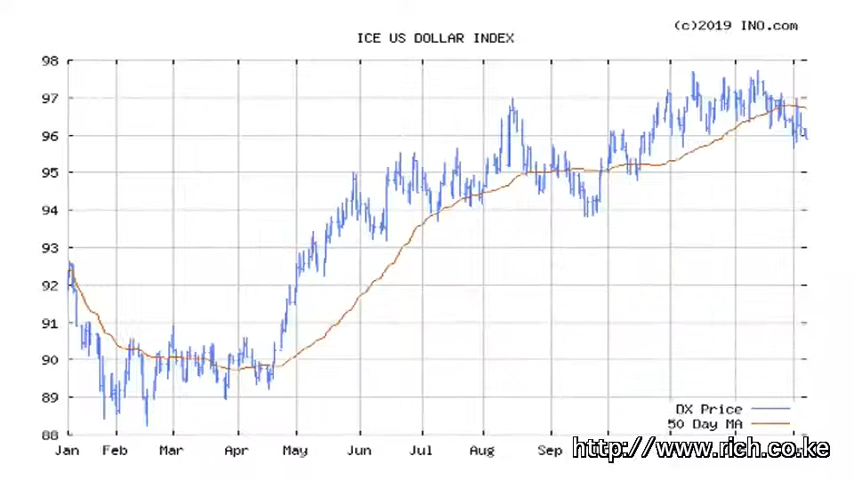 (c)2019 INO.com
ICE US DOLLAR INDEX
98
97
96
95
94
93
92
91
90
89
88
DX Price
50 Day MA
Jan Feb Mar Apr May Jun Jul Aug Sep
http://www.rich.co.ke